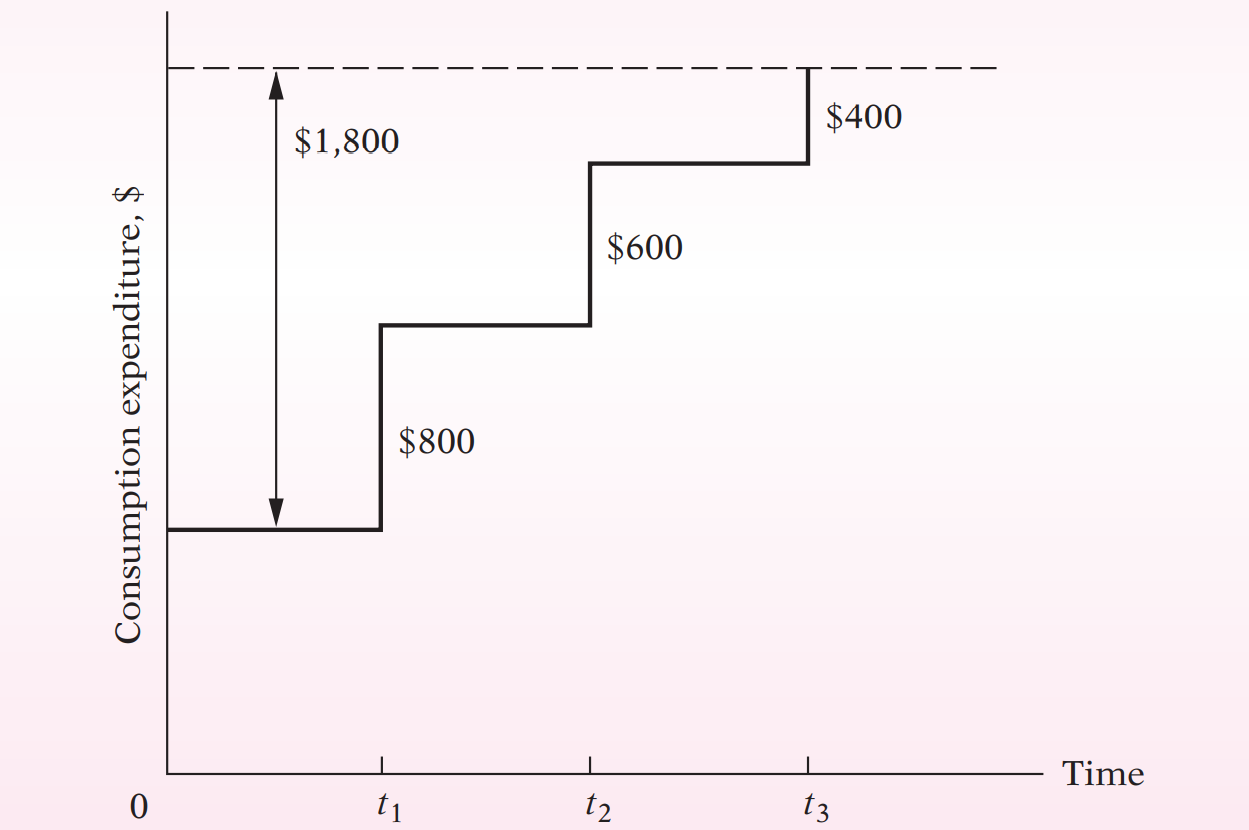 Consumption expenditure, $
$1,800
$400
$600
$800
0
t1
t2
t3
Time